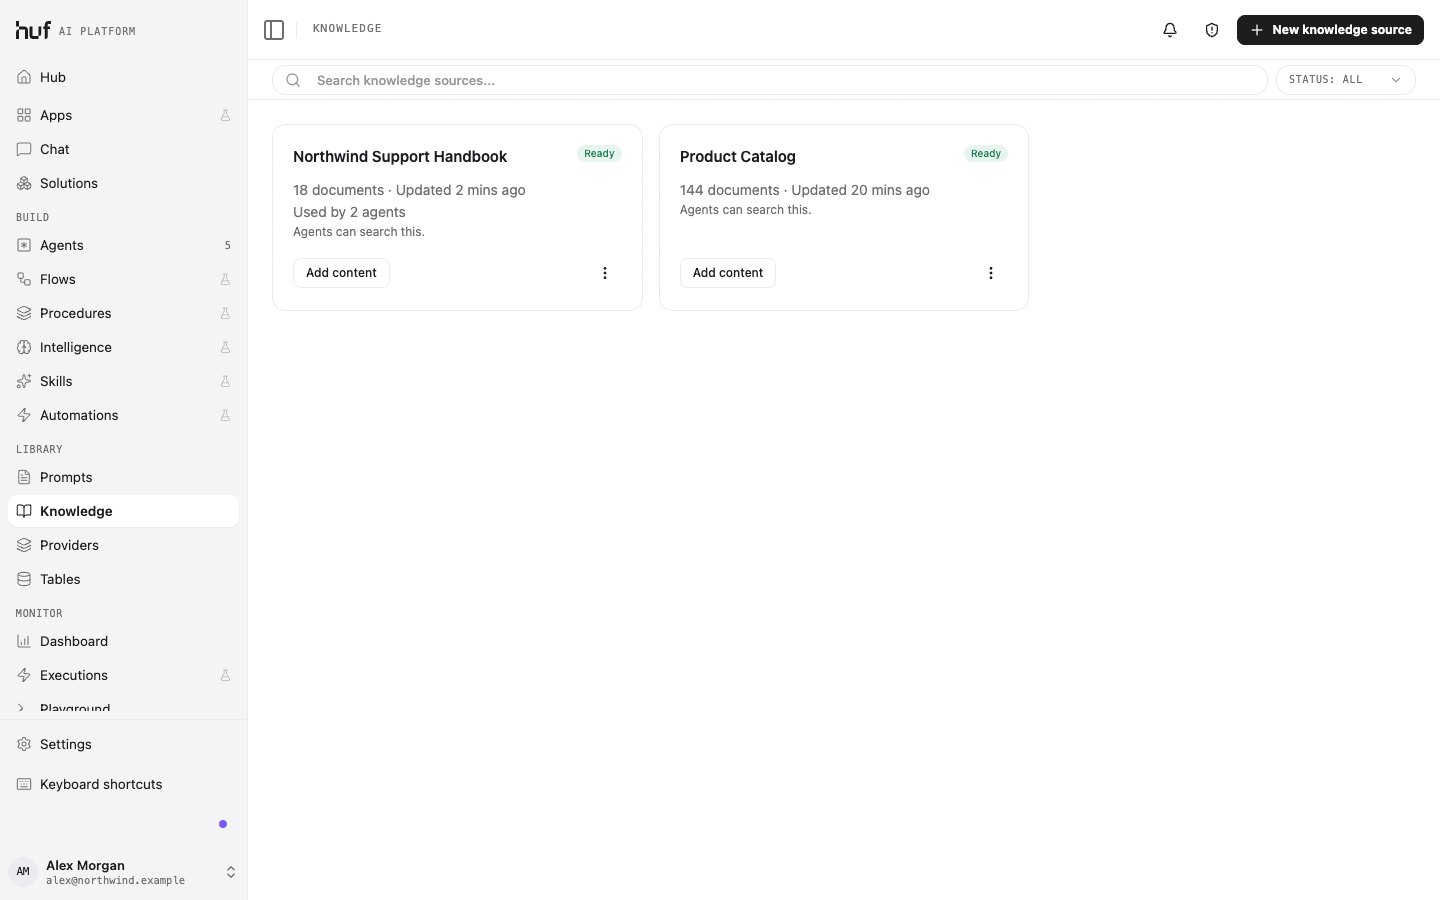 huf AI PLATFORM
Hub
Apps
Chat
Solutions
BUILD
Agents 5
Flows
Procedures
Intelligence
Skills
Automations
LIBRARY
Prompts
Knowledge
Providers
Tables
MONITOR
Dashboard
Executions
Playground
Settings
Keyboard shortcuts
AM
Alex Morgan
alex@northwind.example
KNOWLEDGE
New knowledge source
Search knowledge sources...
STATUS: ALL
Northwind Support Handbook
Ready
18 documents · Updated 2 mins ago
Used by 2 agents
Agents can search this.
Add content
Product Catalog
Ready
144 documents · Updated 20 mins ago
Agents can search this.
Add content